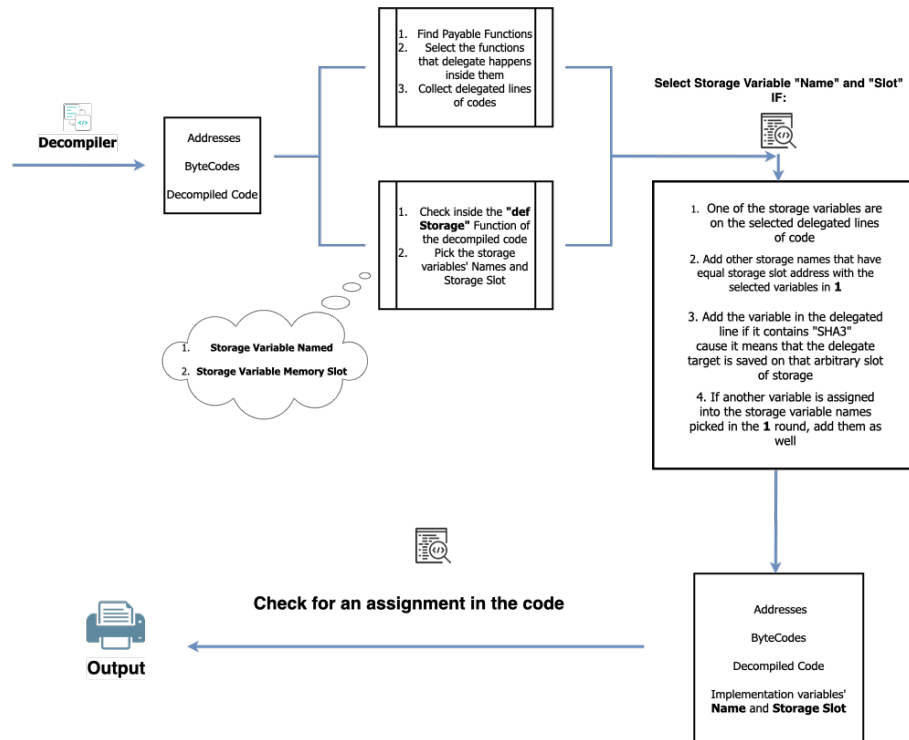 1. Find Payable Functions
2. Select the functions
that delegate happens
inside them
3. Collect delegated lines
of codes
Select Storage Variable "Name" and "Slot"
IF:
Decompiler
Addresses
ByteCodes
Decompiled Code
1. Check inside the "def
Storage" Function of
the decompiled code
2. Pick the storage
variables' Names and
Storage Slot
1. One of the storage variables are
on the selected delegated lines
of code
2. Add other storage names that have
equal storage slot address with the
selected variables in 1
3. Add the variable in the delegated
line if it contains "SHA3"
cause it means that the delegate
target is saved on that arbitrary slot
of storage
4. If another variable is assigned
into the storage variable names
picked in the 1 round, add them as
well
1. Storage Variable Named
2. Storage Variable Memory Slot
Check for an assignment in the code
Output
Addresses
ByteCodes
Decompiled Code
Implementation variables'
Name and Storage Slot